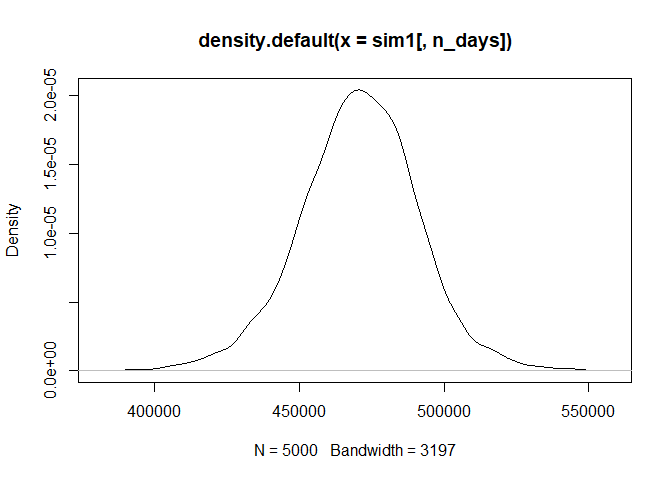 density.default(x = sim1[, n_days])
Density
2.0e-05
1.5e-05
1.0e-05
0.0e+00
400000 450000 500000 550000
N = 5000 Bandwidth = 3197